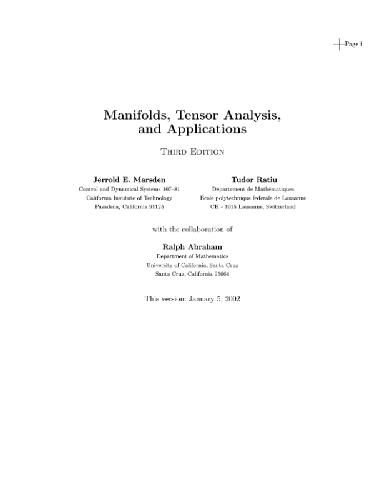 Page i
Manifolds, Tensor Analysis,
and Applications
Third Edition
Jerrold E. Marsden
Control and Dynamical Systems 107–81
California Institute of Technology
Pasadena, California 91125
Tudor Ratiu
Département de Mathématiques
École polytechnique federale de Lausanne
CH - 1015 Lausanne, Switzerland
with the collaboration of
Ralph Abraham
Department of Mathematics
University of California, Santa Cruz
Santa Cruz, California 95064
This version: January 5, 2002